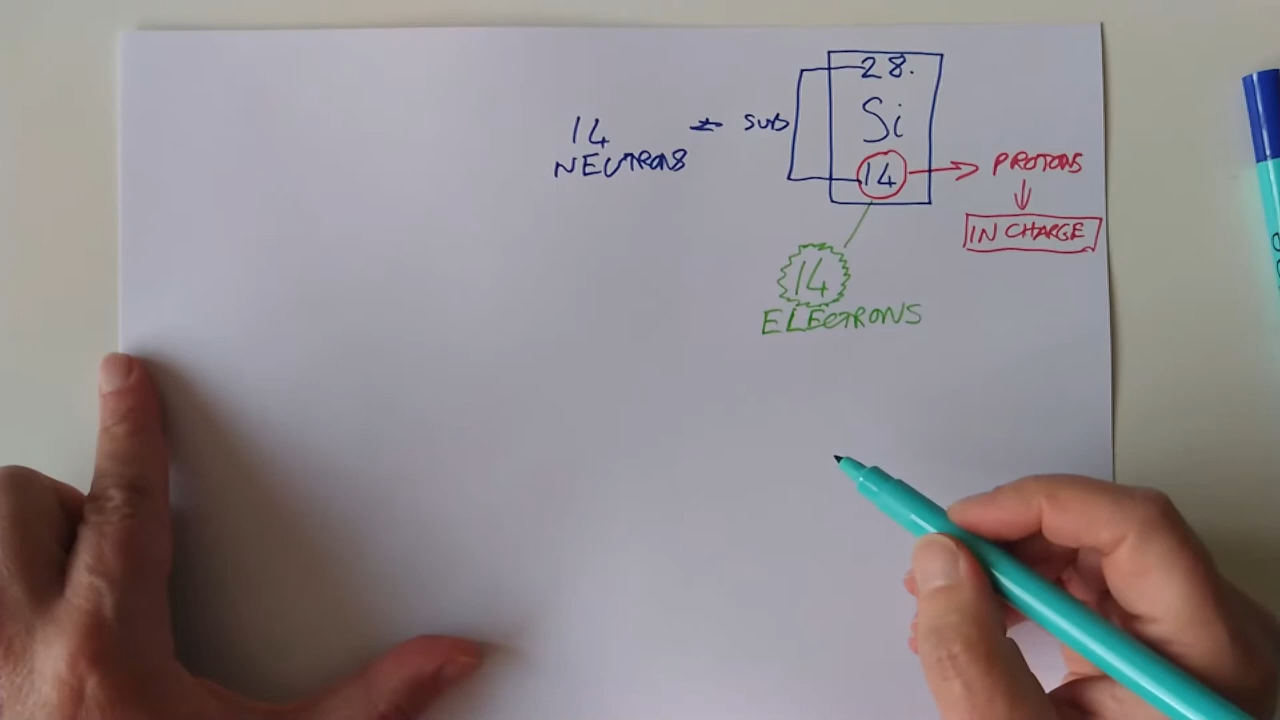 28.
Si
14
sub
14
NEUTRONS
PROTONS
IN CHARGE
14
ELECTRONS